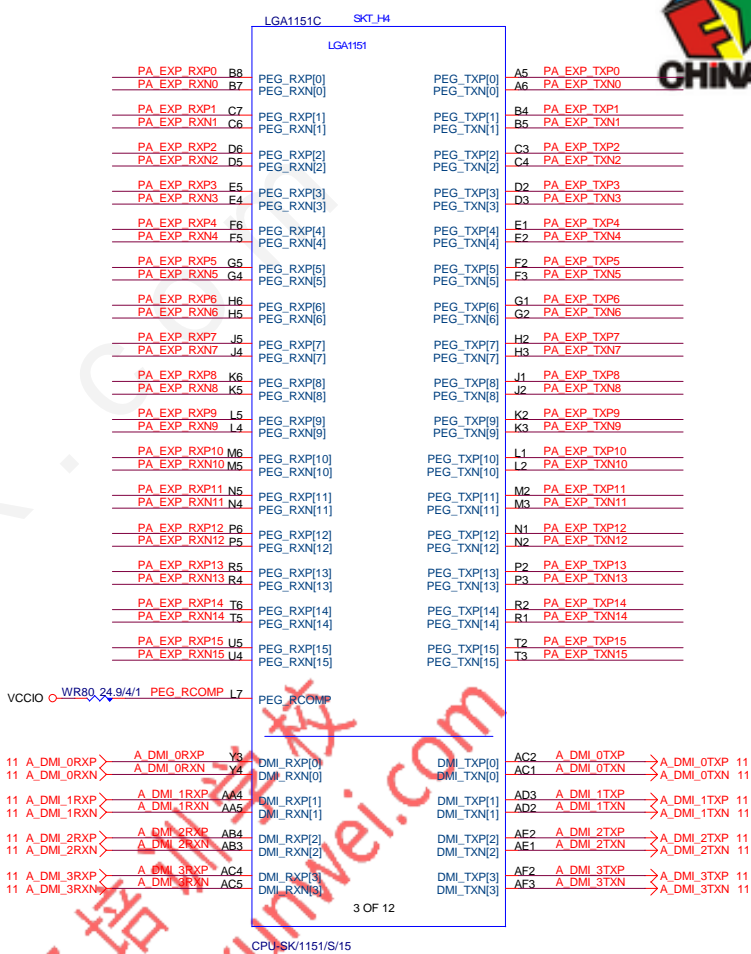 LGA1151C SKT_H4
CHiNA
LGA1151
PA_EXP_RXP0 B8 PEG_RXP[0] PEG_TXP[0] A5 PA_EXP_TXP0
PA_EXP_RXN0 B7 PEG_RXN[0] PEG_TXN[0] A6 PA_EXP_TXN0
PA_EXP_RXP1 C7 PEG_RXP[1] PEG_TXP[1] B4 PA_EXP_TXP1
PA_EXP_RXN1 C6 PEG_RXN[1] PEG_TXN[1] B5 PA_EXP_TXN1
PA_EXP_RXP2 D6 PEG_RXP[2] PEG_TXP[2] C3 PA_EXP_TXP2
PA_EXP_RXN2 D5 PEG_RXN[2] PEG_TXN[2] C4 PA_EXP_TXN2
PA_EXP_RXP3 E5 PEG_RXP[3] PEG_TXP[3] D2 PA_EXP_TXP3
PA_EXP_RXN3 E4 PEG_RXN[3] PEG_TXN[3] D3 PA_EXP_TXN3
PA_EXP_RXP4 F6 PEG_RXP[4] PEG_TXP[4] E1 PA_EXP_TXP4
PA_EXP_RXN4 F5 PEG_RXN[4] PEG_TXN[4] E2 PA_EXP_TXN4
PA_EXP_RXP5 G5 PEG_RXP[5] PEG_TXP[5] F2 PA_EXP_TXP5
PA_EXP_RXN5 G4 PEG_RXN[5] PEG_TXN[5] F3 PA_EXP_TXN5
PA_EXP_RXP6 H6 PEG_RXP[6] PEG_TXP[6] G1 PA_EXP_TXP6
PA_EXP_RXN6 H5 PEG_RXN[6] PEG_TXN[6] G2 PA_EXP_TXN6
PA_EXP_RXP7 J5 PEG_RXP[7] PEG_TXP[7] H2 PA_EXP_TXP7
PA_EXP_RXN7 J4 PEG_RXN[7] PEG_TXN[7] H3 PA_EXP_TXN7
PA_EXP_RXP8 K6 PEG_RXP[8] PEG_TXP[8] J1 PA_EXP_TXP8
PA_EXP_RXN8 K5 PEG_RXN[8] PEG_TXN[8] J2 PA_EXP_TXN8
PA_EXP_RXP9 L5 PEG_RXP[9] PEG_TXP[9] K2 PA_EXP_TXP9
PA_EXP_RXN9 L4 PEG_RXN[9] PEG_TXN[9] K3 PA_EXP_TXN9
PA_EXP_RXP10 M6 PEG_RXP[10] PEG_TXP[10] L1 PA_EXP_TXP10
PA_EXP_RXN10 M5 PEG_RXN[10] PEG_TXN[10] L2 PA_EXP_TXN10
PA_EXP_RXP11 N5 PEG_RXP[11] PEG_TXP[11] M2 PA_EXP_TXP11
PA_EXP_RXN11 N4 PEG_RXN[11] PEG_TXN[11] M3 PA_EXP_TXN11
PA_EXP_RXP12 P6 PEG_RXP[12] PEG_TXP[12] N1 PA_EXP_TXP12
PA_EXP_RXN12 P5 PEG_RXN[12] PEG_TXN[12] N2 PA_EXP_TXN12
PA_EXP_RXP13 R5 PEG_RXP[13] PEG_TXP[13] P2 PA_EXP_TXP13
PA_EXP_RXN13 R4 PEG_RXN[13] PEG_TXN[13] P3 PA_EXP_TXN13
PA_EXP_RXP14 T6 PEG_RXP[14] PEG_TXP[14] R2 PA_EXP_TXP14
PA_EXP_RXN14 T5 PEG_RXN[14] PEG_TXN[14] R1 PA_EXP_TXN14
PA_EXP_RXP15 U5 PEG_RXP[15] PEG_TXP[15] T2 PA_EXP_TXP15
PA_EXP_RXN15 U4 PEG_RXN[15] PEG_TXN[15] T3 PA_EXP_TXN15
VCCIO WR80 24.9/4/1 PEG_RCOMP L7 PEG_RCOMP
11 A_DMI_0RXP A_DMI_0RXP Y3 DMI_RXP[0] DMI_TXP[0] AC2 A_DMI_0TXP A_DMI_0TXP 11
11 A_DMI_0RXN A_DMI_0RXN Y4 DMI_RXN[0] DMI_TXN[0] AC1 A_DMI_0TXN A_DMI_0TXN 11
11 A_DMI_1RXP A_DMI_1RXP AA4 DMI_RXP[1] DMI_TXP[1] AD3 A_DMI_1TXP A_DMI_1TXP 11
11 A_DMI_1RXN A_DMI_1RXN AA5 DMI_RXN[1] DMI_TXN[1] AD2 A_DMI_1TXN A_DMI_1TXN 11
11 A_DMI_2RXP A_DMI_2RXP AB4 DMI_RXP[2] DMI_TXP[2] AE2 A_DMI_2TXP A_DMI_2TXP 11
11 A_DMI_2RXN A_DMI_2RXN AB3 DMI_RXN[2] DMI_TXN[2] AE1 A_DMI_2TXN A_DMI_2TXN 11
11 A_DMI_3RXP A_DMI_3RXP AC4 DMI_RXP[3] DMI_TXP[3] AF2 A_DMI_3TXP A_DMI_3TXP 11
11 A_DMI_3RXN A_DMI_3RXN AC5 DMI_RXN[3] DMI_TXN[3] AF3 A_DMI_3TXN A_DMI_3TXN 11
3 OF 12
CPU-SK/1151/S/15
培训学校
unwei.com